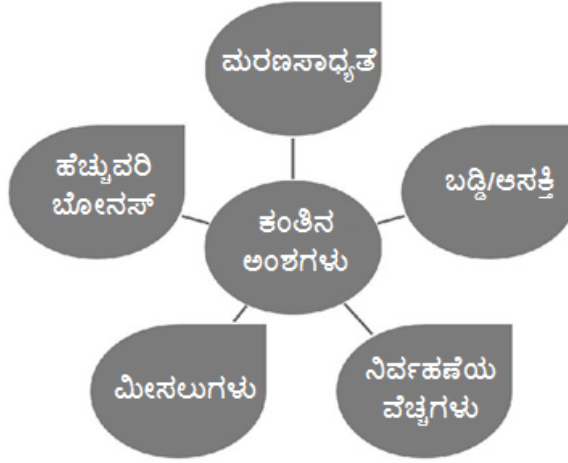 ಮರಣಸಾಧ್ಯತೆ
ಹೆಚ್ಚುವರಿ
ಬೋನಸ್
ಬಡ್ಡಿ/ಆಸಕ್ತಿ
ಕಂತಿನ
ಅಂಶಗಳು
ಮೀಸಲುಗಳು
ನಿರ್ವಹಣೆಯ
ವೆಚ್ಚಗಳು